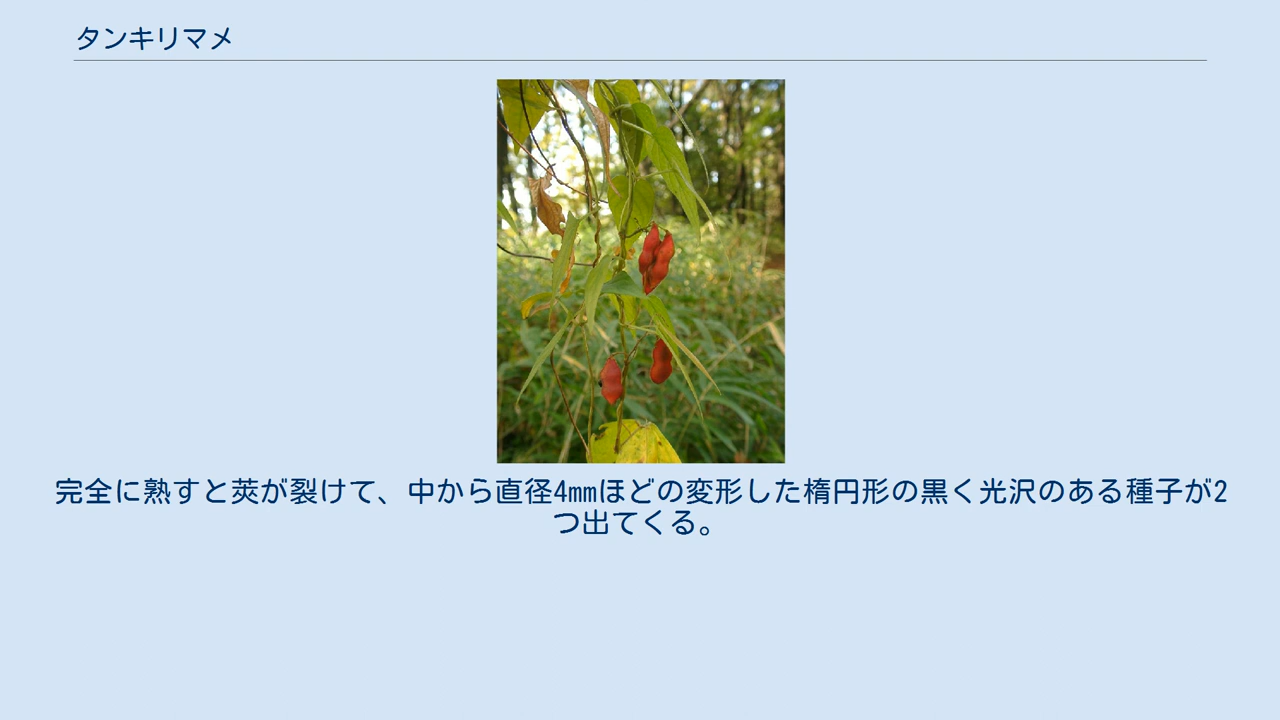 タンキリマメ
完全に熟すと莢が裂けて、中から直径4㎜ほどの変形した楕円形の黒く光沢のある種子が2
つ出てくる。